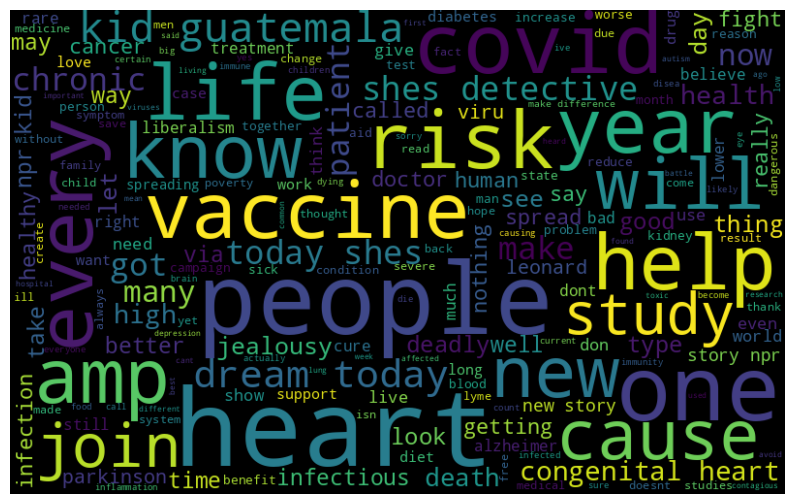 rare men
medicine
said
kid guatemala
covid
diabetes increase worse
due
drug
day
fight
first
may
cancer
big
treatment
give
fact ive
reason
love
certain
yes
immune
change
test
now
believe
autism
disea
ago
low
chronic
life
patient
shes detective
important
living
children
way
case
called
make difference
month
health
every
npr kid
person
symptom
save
viruses
liberalism together
think
aid
viru
risk
year
really
lower
eye
without
know
read
sorry
state
reduce
dangerous
healthy
let
family
spreading poverty
dying
doctor
human
will
come
battle
likely
child
needed
work
man
see
say
mean
thought
hope
spread bad
thing
create
right
vaccine
common
back
problem
good
use
kidney
found
result
want
need
via
today shes
nothing
causing
make
help
take
got
campaign
sick
condition
severe
leonard
ill
hospital
always
many
brain
die
much
dont
toxic
become
research
thank
yet
people
study
even
high
depression
cant
everyone
better
jealousy
cure
deadly
well
don
type
world
actually
week
affected
current
immunity
story npr
amp
best
lung
dream today
long
new
one
used
made
food call
different
show
support
live
blood
lyme
count
new story
avoid
infection
still
system
isn
look
getting
free
infected
cause
join
heart
diet
alzheimer
parkinson
time
benefit
infectious
death
medical
sure
doesnt
studies
contagious
inflammation
congenital heart